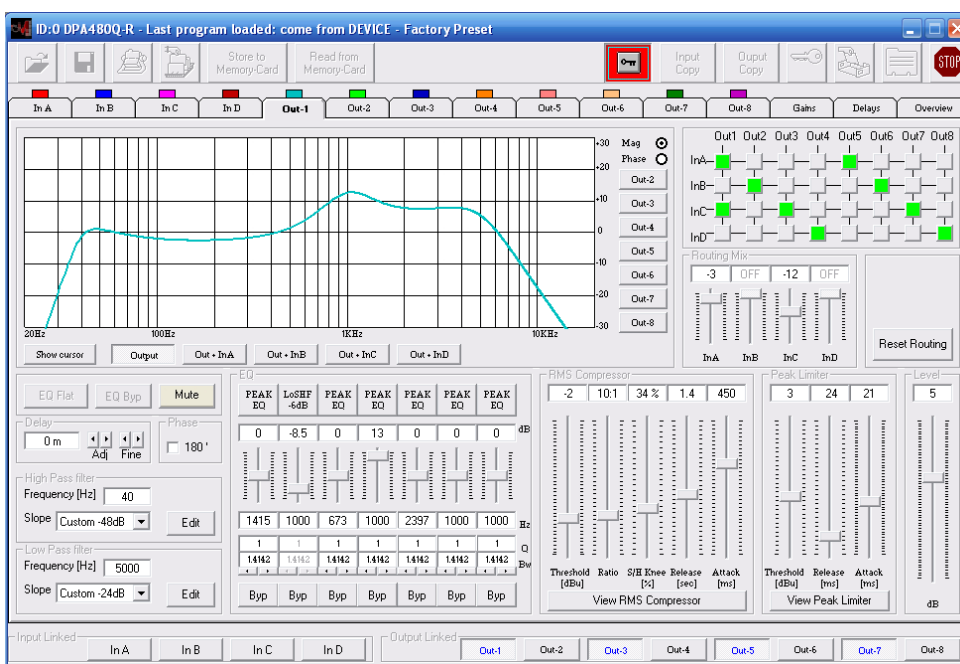 ID:0 DPA480Q-R - Last program loaded: come from DEVICE - Factory Preset
Store to Memory-Card
Read from Memory-Card
Input Copy
Ouput Copy
STOP
In A In B In C In D Out-1 Out-2 Out-3 Out-4 Out-5 Out-6 Out-7 Out-8 Gains Delays Overview
+30
+20
+10
0
-10
-20
-30
20Hz 100Hz 1KHz 10KHz
Mag
Phase
Out-2
Out-3
Out-4
Out-5
Out-6
Out-7
Out-8
Show cursor Output Out + InA Out + InB Out + InC Out + InD
Out1 Out2 Out3 Out4 Out5 Out6 Out7 Out8
InA
InB
InC
InD
Routing Mix
-3 OFF -12 OFF
InA InB InC InD
Reset Routing
EQ Flat EQ Byp Mute
Delay
0 m
Adj Fine
Phase
180 '
High Pass filter
Frequency [Hz] 40
Slope Custom -48dB Edit
Low Pass filter
Frequency [Hz] 5000
Slope Custom -24dB Edit
EQ
PEAK EQ LoSHF -6dB PEAK EQ PEAK EQ PEAK EQ PEAK EQ PEAK EQ
0 -8.5 0 13 0 0 0 dB
1415 1000 673 1000 2397 1000 1000 Hz
1 1 1 1 1 1 1 Q
1.4142 1.4142 1.4142 1.4142 1.4142 1.4142 1.4142 Bw
Byp Byp Byp Byp Byp Byp Byp
RMS Compressor
-2 10:1 34 % 1.4 450
Threshold [dBu] Ratio S/H Knee [%] Release [sec] Attack [ms]
View RMS Compressor
Peak Limiter
3 24 21
Threshold [dBu] Release [ms] Attack [ms]
View Peak Limiter
Level
5
dB
Input Linked
In A In B In C In D
Output Linked
Out-1 Out-2 Out-3 Out-4 Out-5 Out-6 Out-7 Out-8